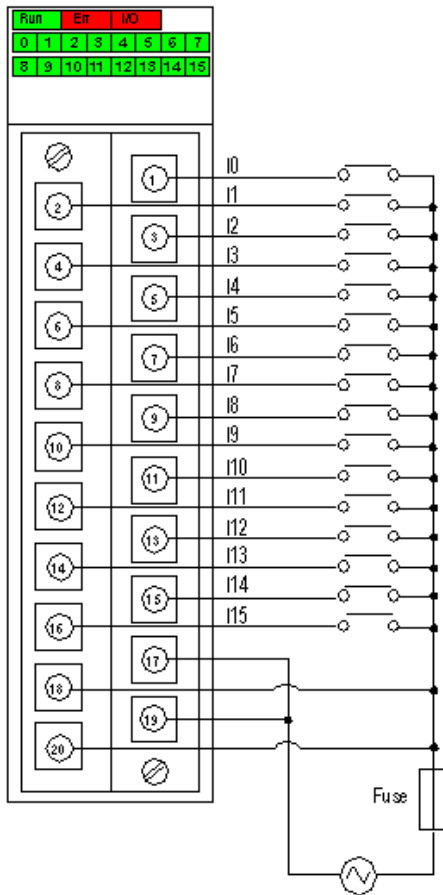 Run Err I/O
0 1 2 3 4 5 6 7
8 9 10 11 12 13 14 15
1 I0
2 I1
3 I2
4 I3
5 I4
6 I5
7 I6
8 I7
9 I8
10 I9
11 I10
12 I11
13 I12
14 I13
15 I14
16 I15
17
18
19
20
Fuse